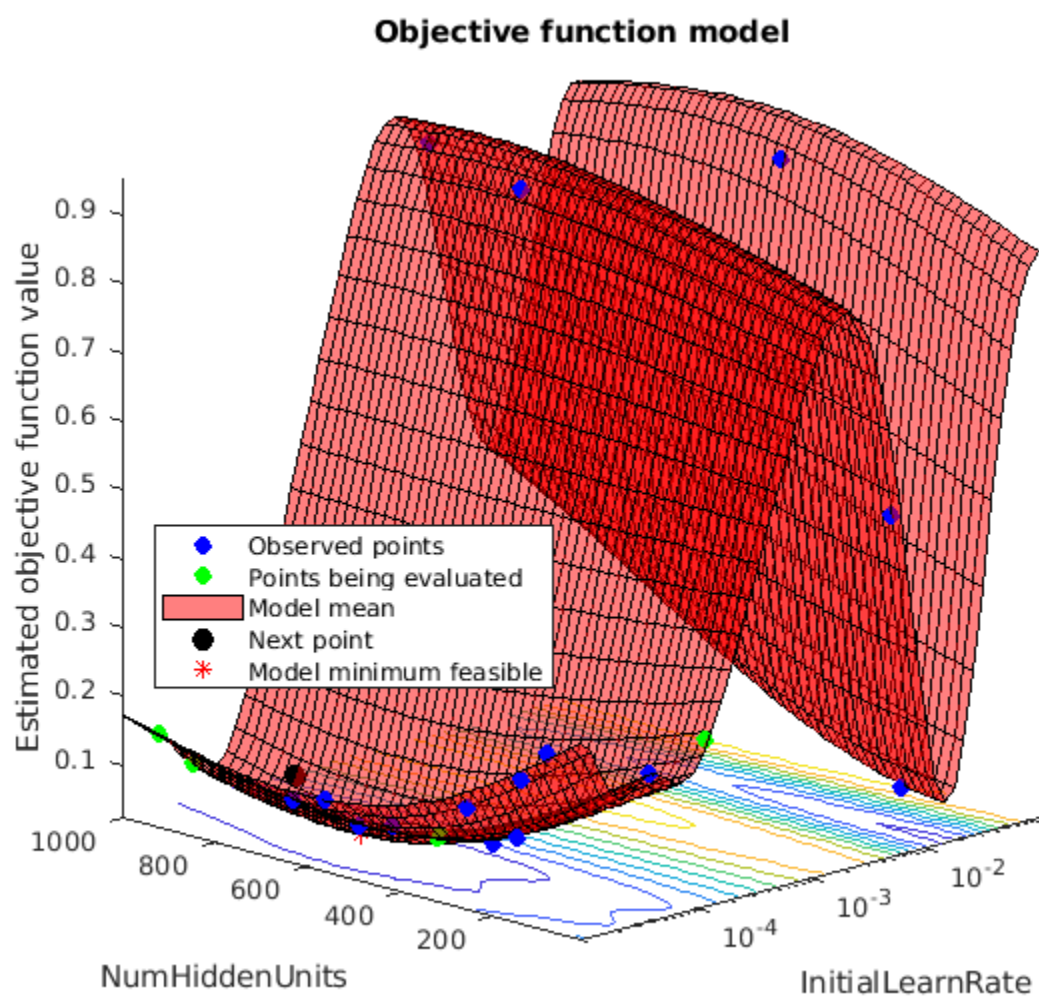 Objective function model
Estimated objective function value
0.9
0.8
0.7
0.6
0.5
0.4
0.3
0.2
0.1
Observed points
Points being evaluated
Model mean
Next point
Model minimum feasible
1000
800
600
400
200
NumHiddenUnits
10-4
10-3
10-2
InitialLearnRate